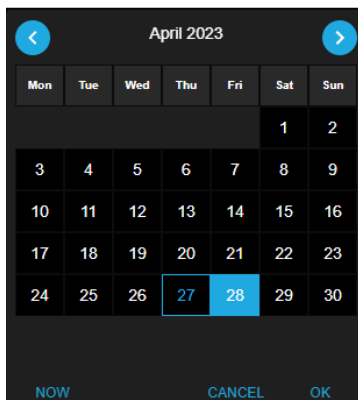 April 2023
Mon Tue Wed Thu Fri Sat Sun
1 2
3 4 5 6 7 8 9
10 11 12 13 14 15 16
17 18 19 20 21 22 23
24 25 26 27 28 29 30
NOW CANCEL OK